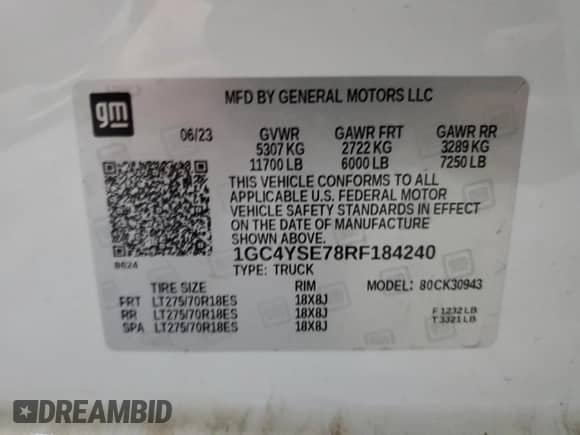 gm
MFD BY GENERAL MOTORS LLC
06/23 GVWR GAWR FRT GAWR RR
5307 KG 2722 KG 3289 KG
11700 LB 6000 LB 7250 LB
THIS VEHICLE CONFORMS TO ALL
APPLICABLE U.S. FEDERAL MOTOR
VEHICLE SAFETY STANDARDS IN EFFECT
ON THE DATE OF MANUFACTURE
SHOWN ABOVE.
1GC4YSE78RF184240
TYPE: TRUCK
TIRE SIZE RIM MODEL: 80CK30943
FRT LT275/70R18ES 18X8J F 1232 LB
RR LT275/70R18ES 18X8J T 3321 LB
SPA LT275/70R18ES 18X8J
DREAMBID